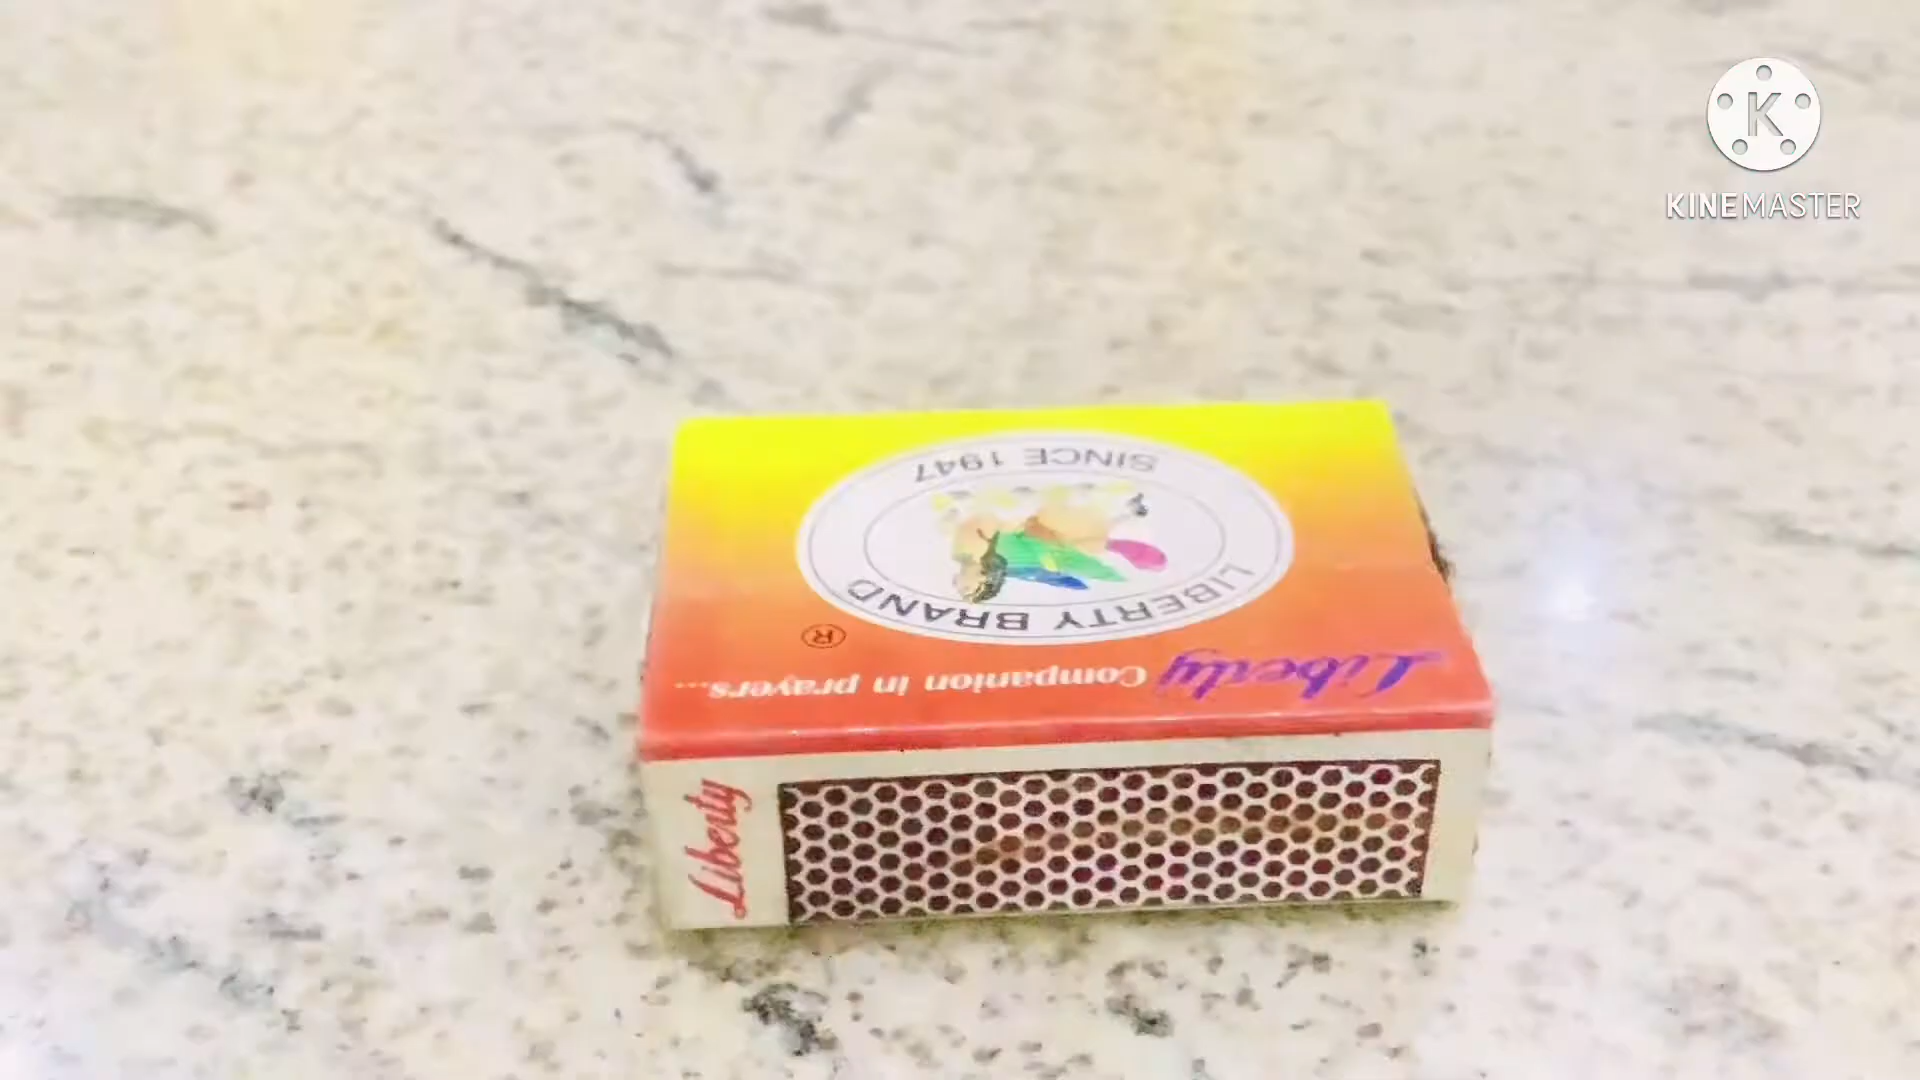 K
KINEMASTER
SINCE 1947
LIBERTY BRAND
®
Liberty Companion in prayers...
Liberty